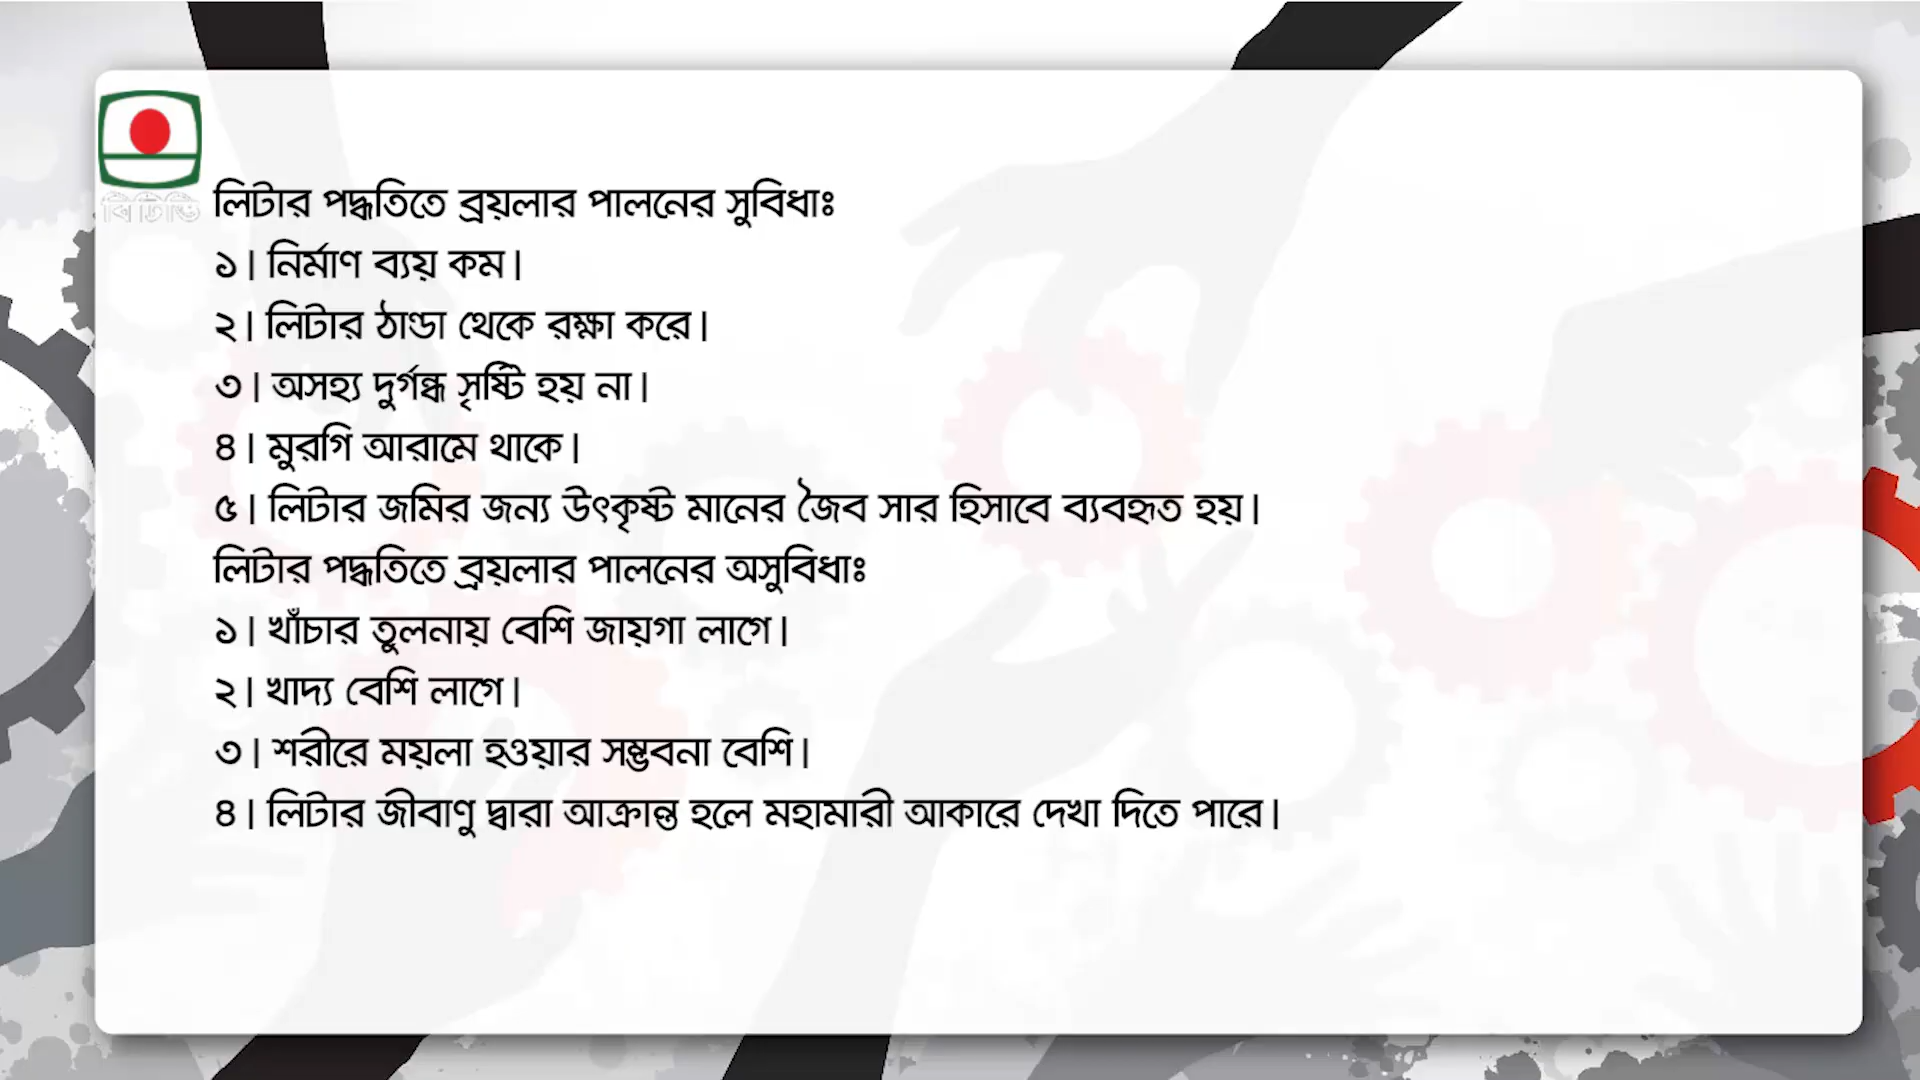 বিটিভি
লিটার পদ্ধতিতে ব্রয়লার পালনের সুবিধাঃ
১। নির্মাণ ব্যয় কম।
২। লিটার ঠাণ্ডা থেকে রক্ষা করে।
৩। অসহ্য দুর্গন্ধ সৃষ্টি হয় না।
৪। মুরগি আরামে থাকে।
৫। লিটার জমির জন্য উৎকৃষ্ট মানের জৈব সার হিসাবে ব্যবহৃত হয়।
লিটার পদ্ধতিতে ব্রয়লার পালনের অসুবিধাঃ
১। খাঁচার তুলনায় বেশি জায়গা লাগে।
২। খাদ্য বেশি লাগে।
৩। শরীরে ময়লা হওয়ার সম্ভবনা বেশি।
৪। লিটার জীবাণু দ্বারা আক্রান্ত হলে মহামারী আকারে দেখা দিতে পারে।